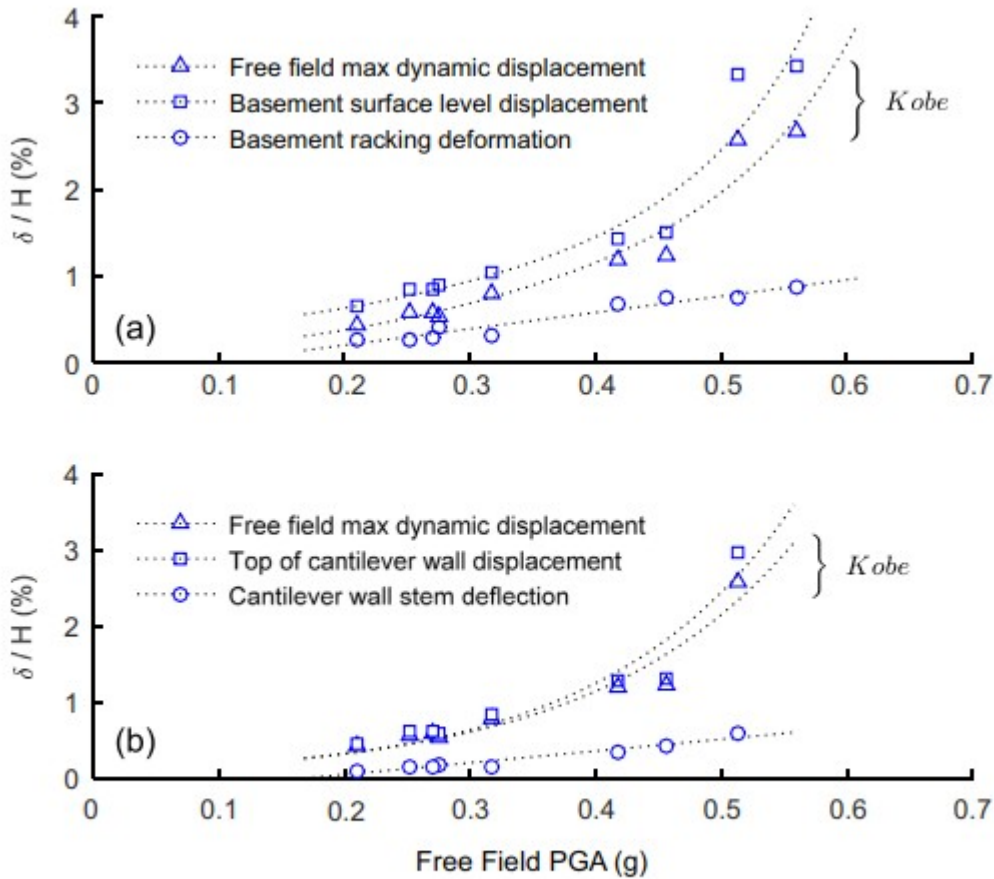 4
Free field max dynamic displacement
Basement surface level displacement
Basement racking deformation
Kobe
3
2
1
0
δ / H (%)
(a)
0 0.1 0.2 0.3 0.4 0.5 0.6 0.7
4
Free field max dynamic displacement
Top of cantilever wall displacement
Cantilever wall stem deflection
Kobe
3
2
1
0
δ / H (%)
(b)
0 0.1 0.2 0.3 0.4 0.5 0.6 0.7
Free Field PGA (g)